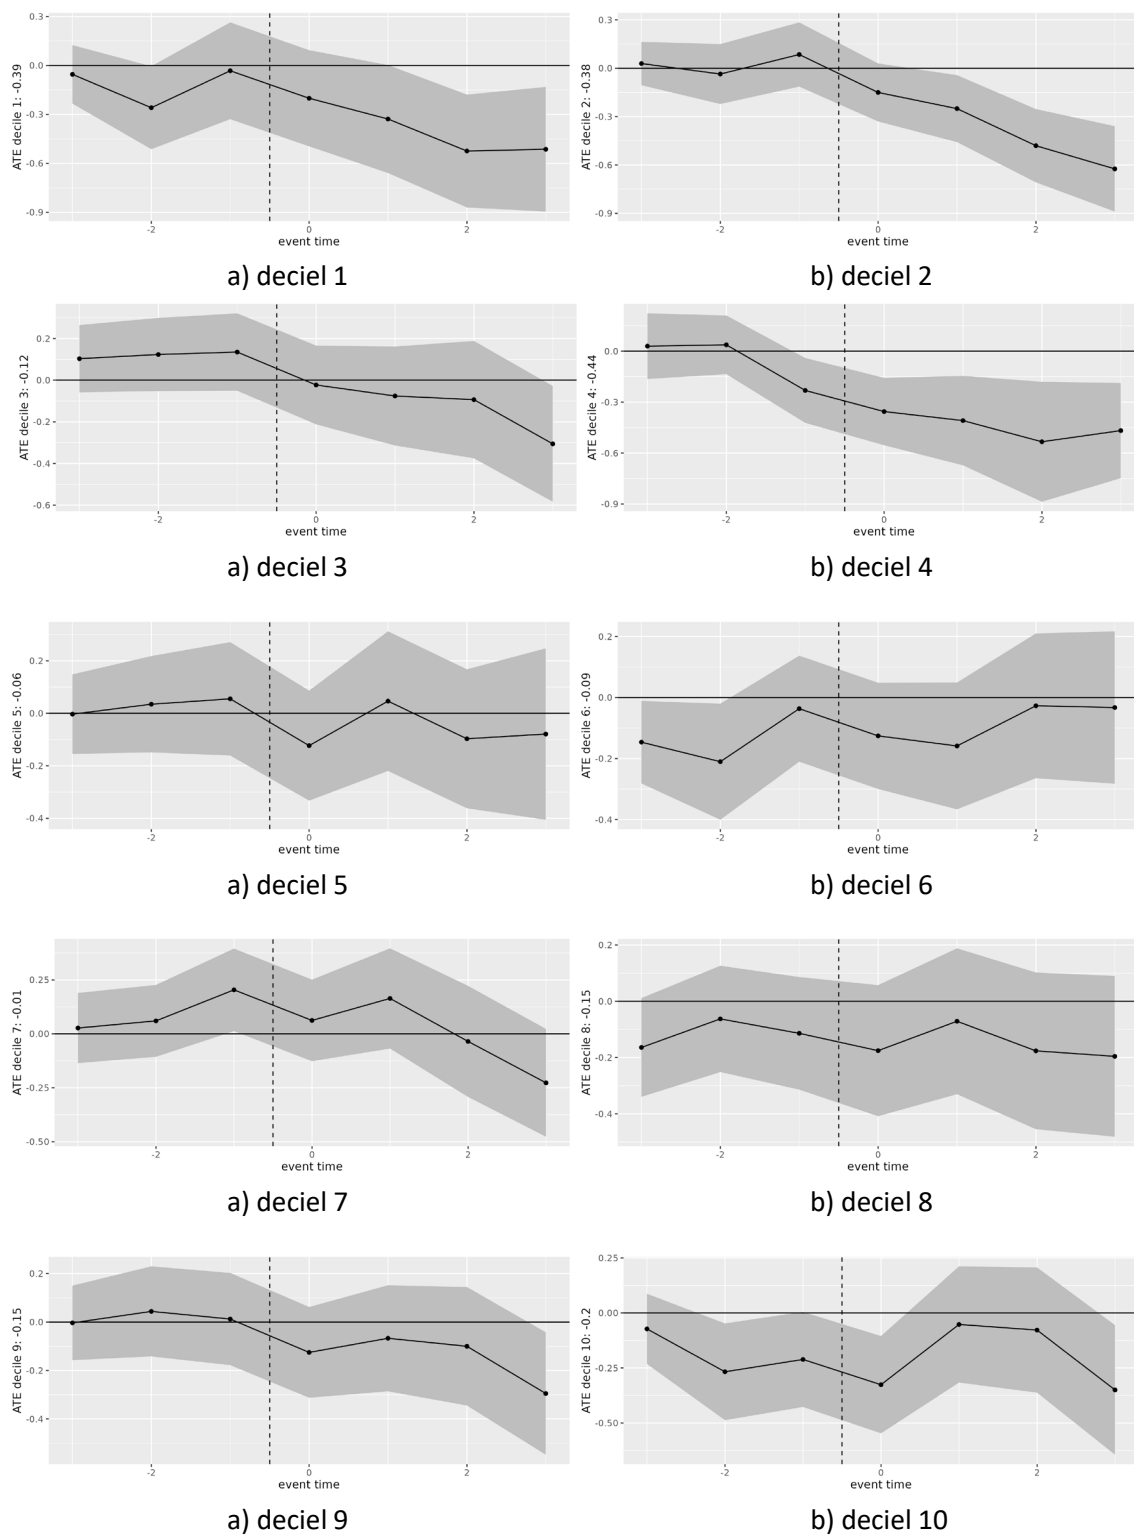 0.3
0.0
-0.3
-0.6
-0.9
ATE decile 1: -0.39
-2
0
2
event time
a) deciel 1
0.3
0.0
-0.3
-0.6
-0.9
ATE decile 2: -0.38
-2
0
2
event time
b) deciel 2
0.2
0.0
-0.2
-0.4
-0.6
ATE decile 3: -0.12
-2
0
2
event time
a) deciel 3
0.0
-0.3
-0.6
-0.9
ATE decile 4: -0.44
-2
0
2
event time
b) deciel 4
0.2
0.0
-0.2
-0.4
ATE decile 5: -0.06
-2
0
2
event time
a) deciel 5
0.2
0.0
-0.2
-0.4
ATE decile 6: -0.09
-2
0
2
event time
b) deciel 6
0.25
0.00
-0.25
-0.50
ATE decile 7: -0.01
-2
0
2
event time
a) deciel 7
0.2
0.0
-0.2
-0.4
ATE decile 8: -0.15
-2
0
2
event time
b) deciel 8
0.2
0.0
-0.2
-0.4
ATE decile 9: -0.15
-2
0
2
event time
a) deciel 9
0.25
0.00
-0.25
-0.50
ATE decile 10: -0.2
-2
0
2
event time
b) deciel 10